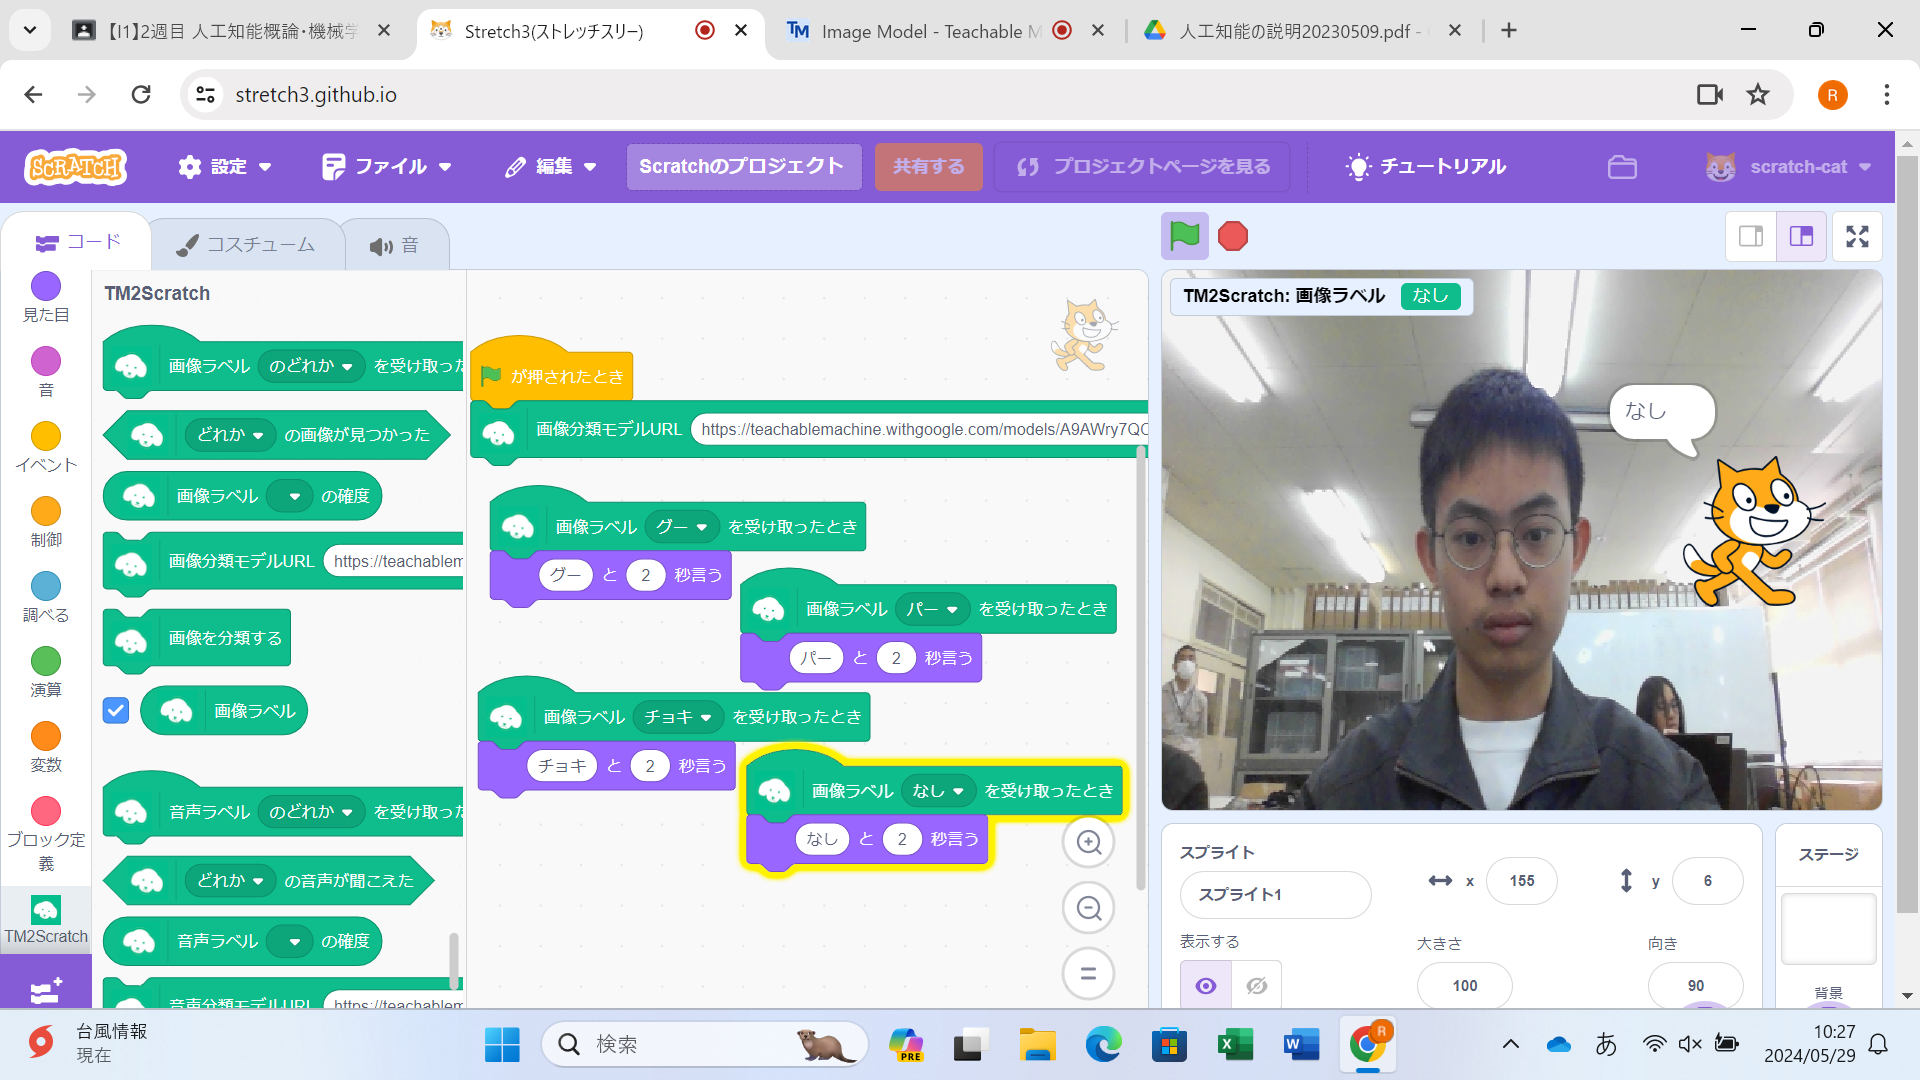 【I1】2週目 人工知能概論・機械学
Stretch3(ストレッチスリー)
TM Image Model - Teachable M
人工知能の説明20230509.pdf -
stretch3.github.io
R
SCRATCH
設定
ファイル
編集
Scratchのプロジェクト
共有する
プロジェクトページを見る
チュートリアル
scratch-cat
コード
コスチューム
音
見た目
音
イベント
制御
調べる
演算
変数
ブロック定
義
TM2Scratch
TM2Scratch
画像ラベル のどれか を受け取った
どれか の画像が見つかった
画像ラベル の確度
画像分類モデルURL https://teachablem
画像を分類する
画像ラベル
音声ラベル のどれか を受け取った
どれか の音声が聞こえた
音声ラベル の確度
音声分類モデルURL https://teachablem
が押されたとき
画像分類モデルURL https://teachablemachine.withgoogle.com/models/A9AWry7QC
画像ラベル グー を受け取ったとき
グー と 2 秒言う
画像ラベル パー を受け取ったとき
パー と 2 秒言う
画像ラベル チョキ を受け取ったとき
チョキ と 2 秒言う
画像ラベル なし を受け取ったとき
なし と 2 秒言う
TM2Scratch: 画像ラベル なし
なし
スプライト
スプライト1
x 155
y 6
表示する
大きさ
向き
100
90
ステージ
背景
台風情報
現在
検索
PRE
R
あ
10:27
2024/05/29